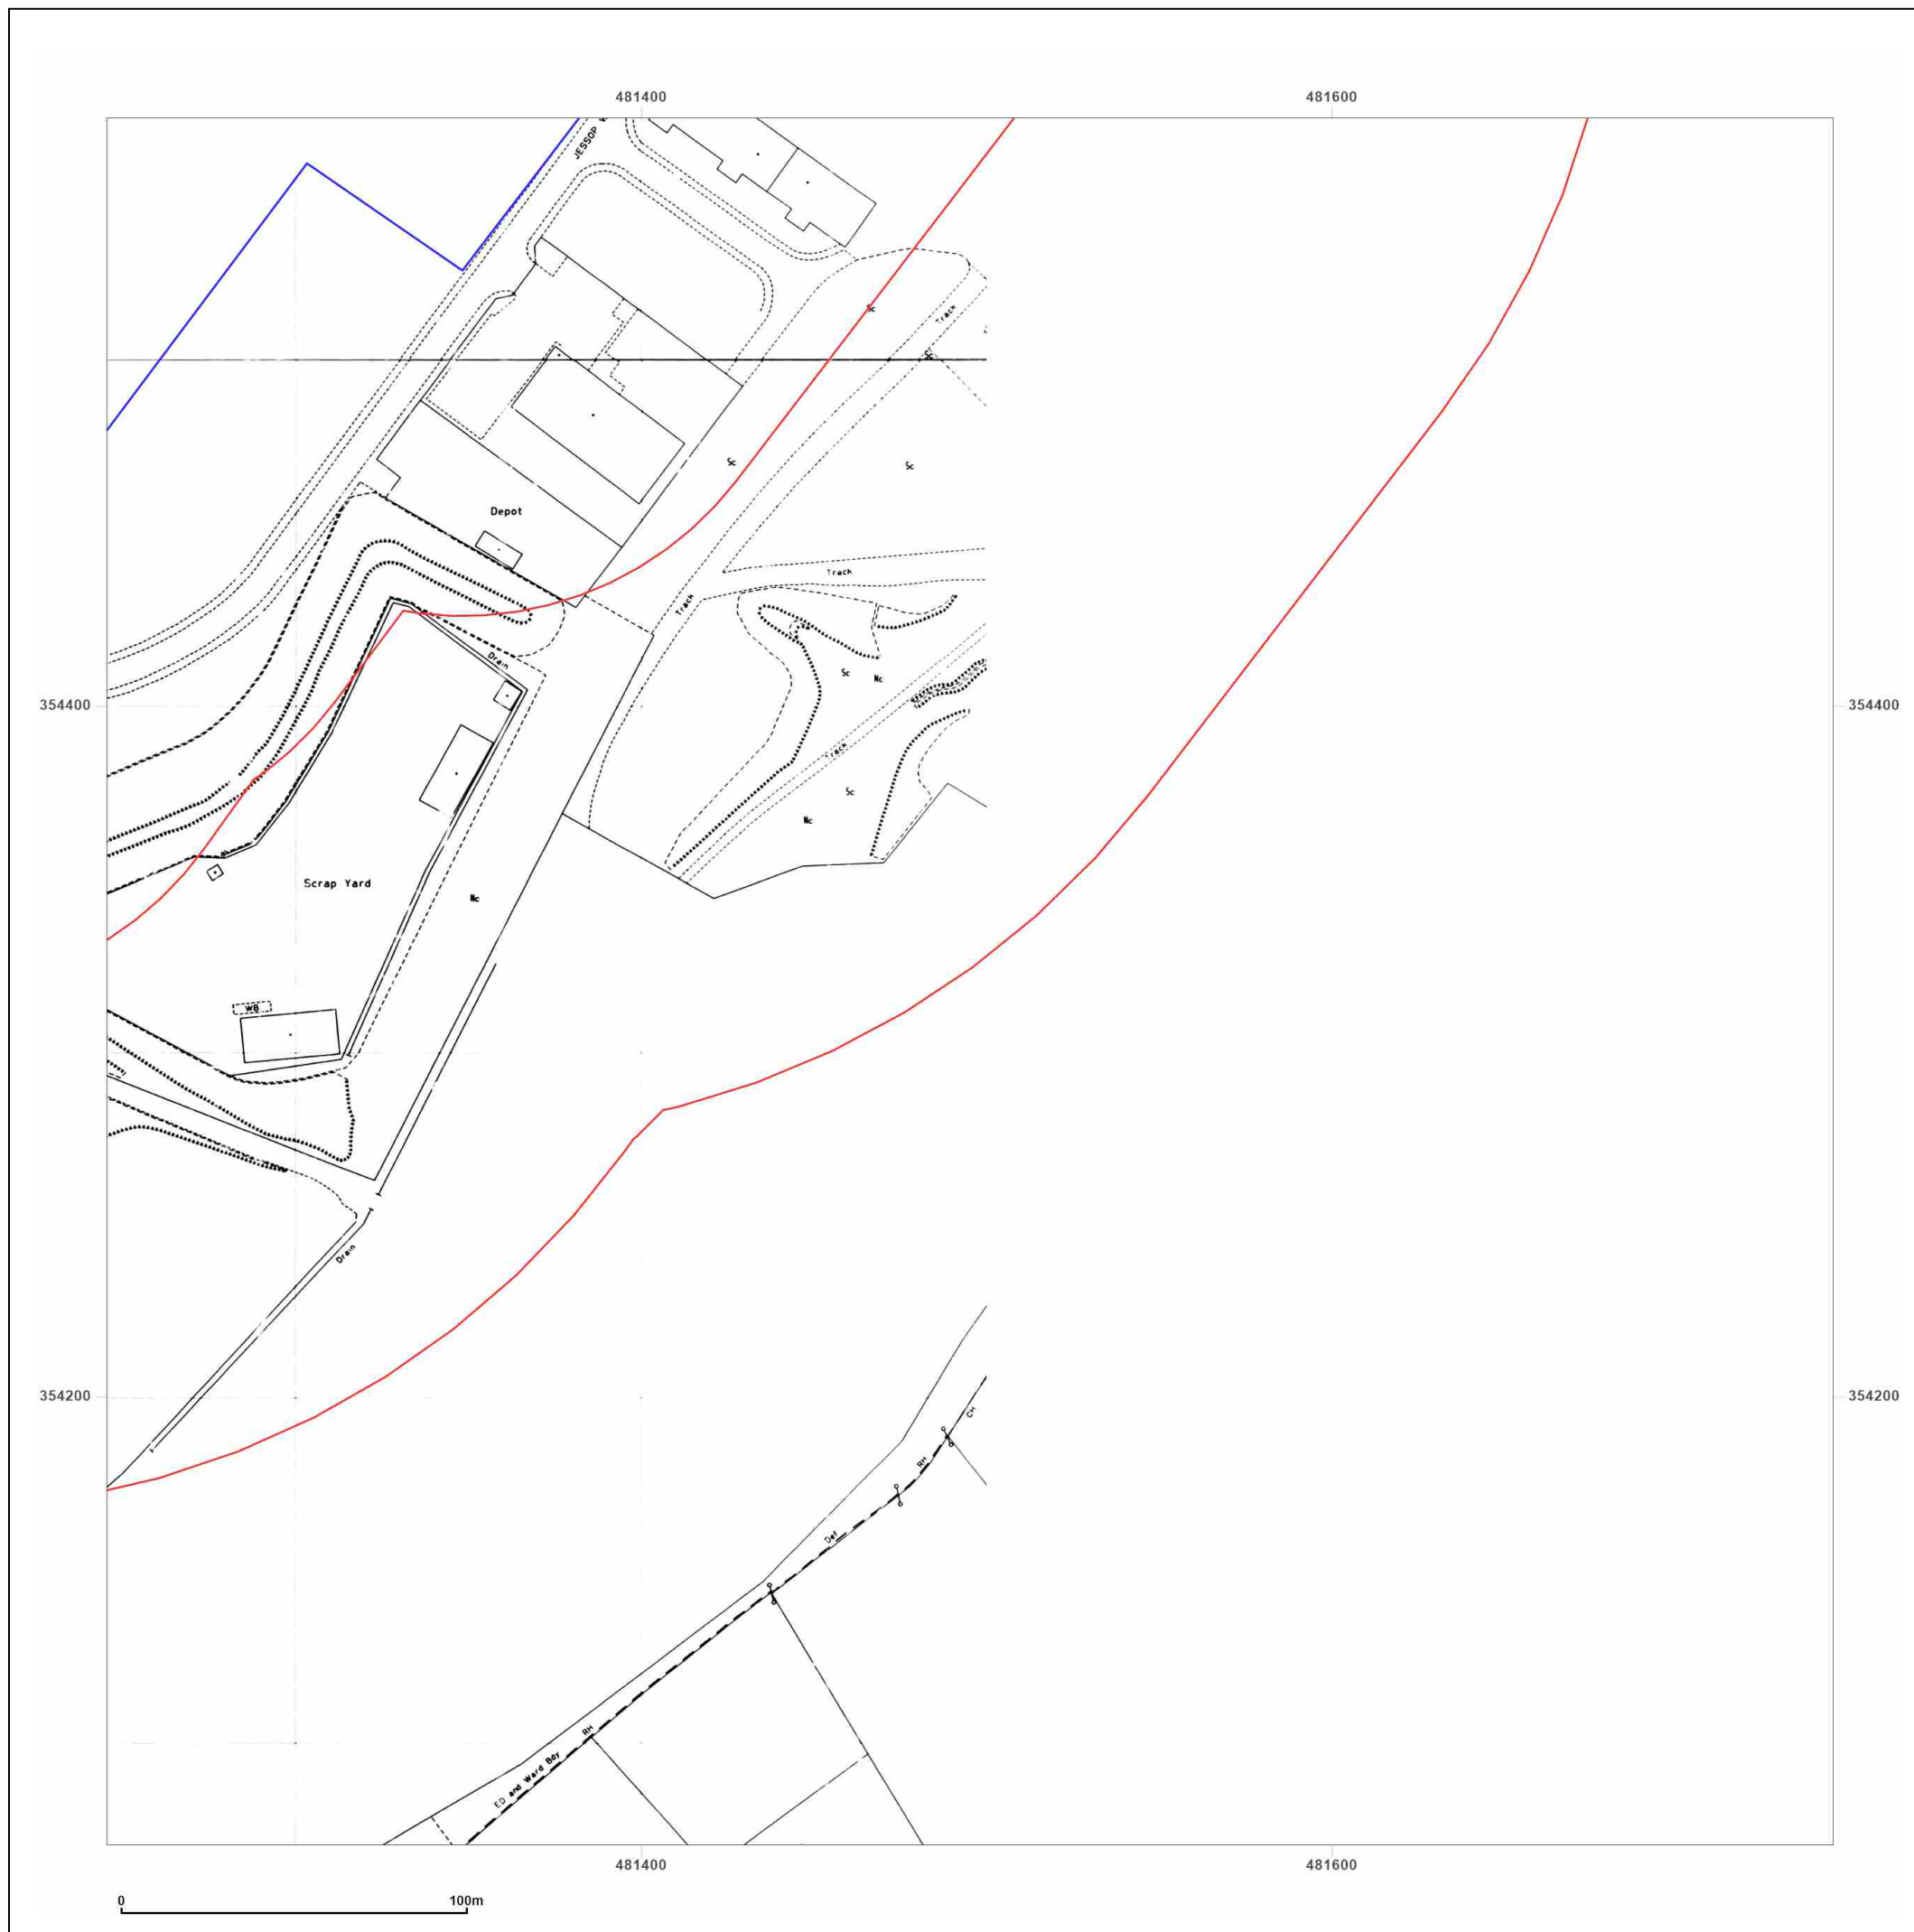 481400
481600
JESSOP
Sc
Track
Sc
Sc
Sc
Depot
Track
Track
Drain
Sc
Nc
354400
354400
Track
Sc
Nc
Scrap Yard
Nc
WB
Drain
354200
354200
CH
RH
Def
RH
ED and Ward Bdy
481400
481600
0
100m